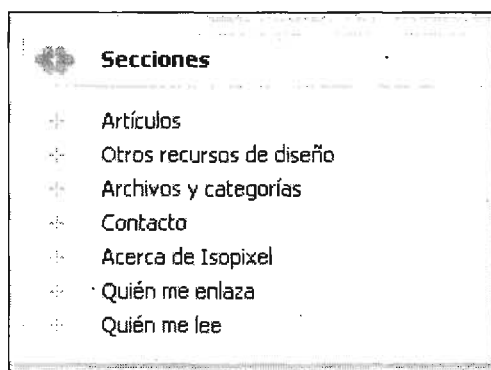 Secciones
Artículos
Otros recursos de diseño
Archivos y categorías
Contacto
Acerca de Isopixel
Quién me enlaza
Quién me lee